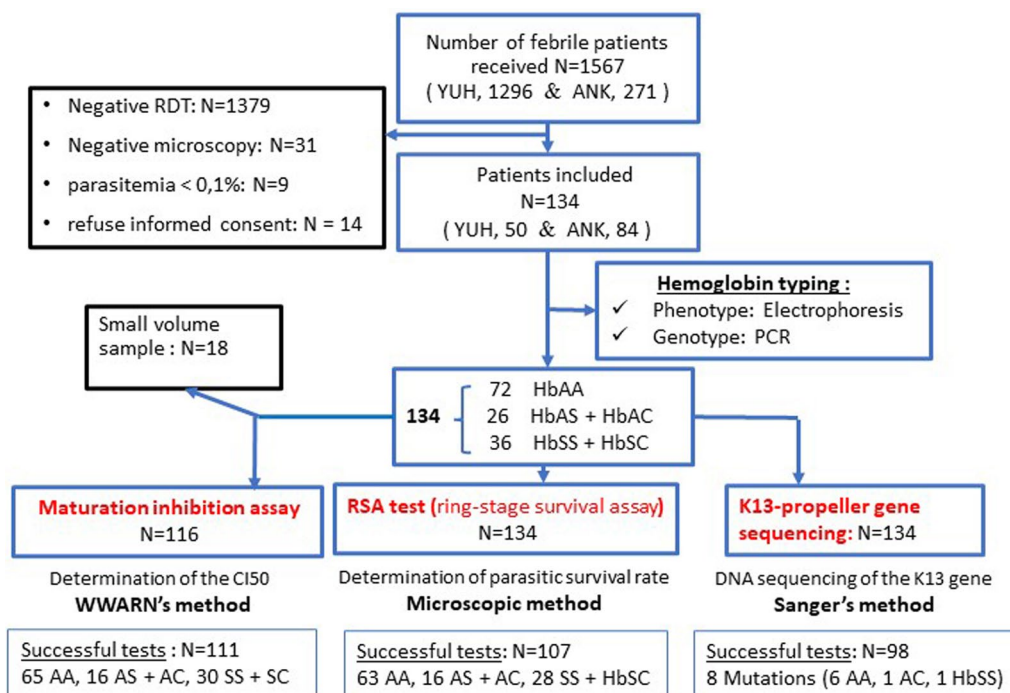 Number of febrile patients
received N=1567
( YUH, 1296 & ANK, 271 )
• Negative RDT: N=1379
• Negative microscopy: N=31
• parasitemia < 0,1%: N=9
• refuse informed consent: N = 14
Patients included
N=134
( YUH, 50 & ANK, 84 )
Hemoglobin typing :
✓ Phenotype: Electrophoresis
✓ Genotype: PCR
Small volume
sample : N=18
134
72 HbAA
26 HbAS + HbAC
36 HbSS + HbSC
Maturation inhibition assay
N=116
RSA test (ring-stage survival assay)
N=134
K13-propeller gene
sequencing: N=134
Determination of the CI50
WWARN’s method
Determination of parasitic survival rate
Microscopic method
DNA sequencing of the K13 gene
Sanger’s method
Successful tests : N=111
65 AA, 16 AS + AC, 30 SS + SC
Successful tests: N=107
63 AA, 16 AS + AC, 28 SS + HbSC
Successful tests: N=98
8 Mutations (6 AA, 1 AC, 1 HbSS)